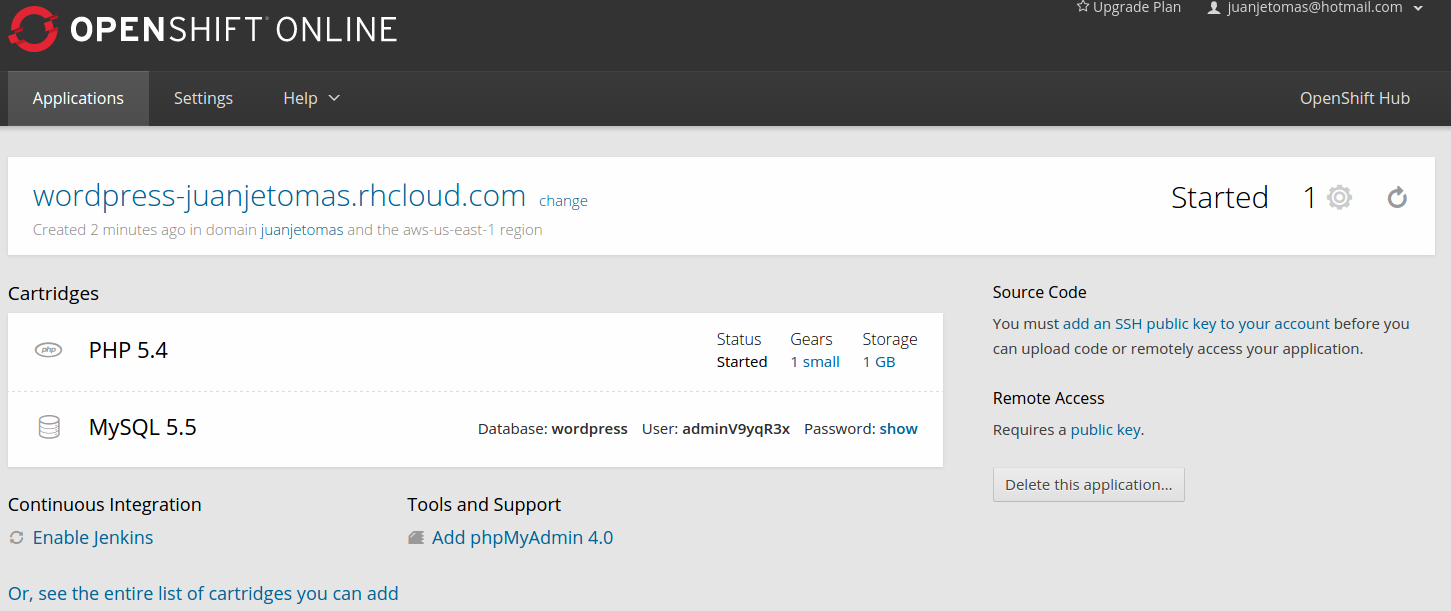 OPENSHIFT ONLINE
Upgrade Plan juanjetomas@hotmail.com
Applications Settings Help OpenShift Hub
wordpress-juanjetomas.rhcloud.com change
Started 1
Created 2 minutes ago in domain juanjetomas and the aws-us-east-1 region
Cartridges
php PHP 5.4
Status Gears Storage
Started 1 small 1 GB
MySQL 5.5
Database: wordpress User: adminV9yqR3x Password: show
Source Code
You must add an SSH public key to your account before you
can upload code or remotely access your application.
Remote Access
Requires a public key.
Delete this application...
Continuous Integration
Enable Jenkins
Tools and Support
Add phpMyAdmin 4.0
Or, see the entire list of cartridges you can add